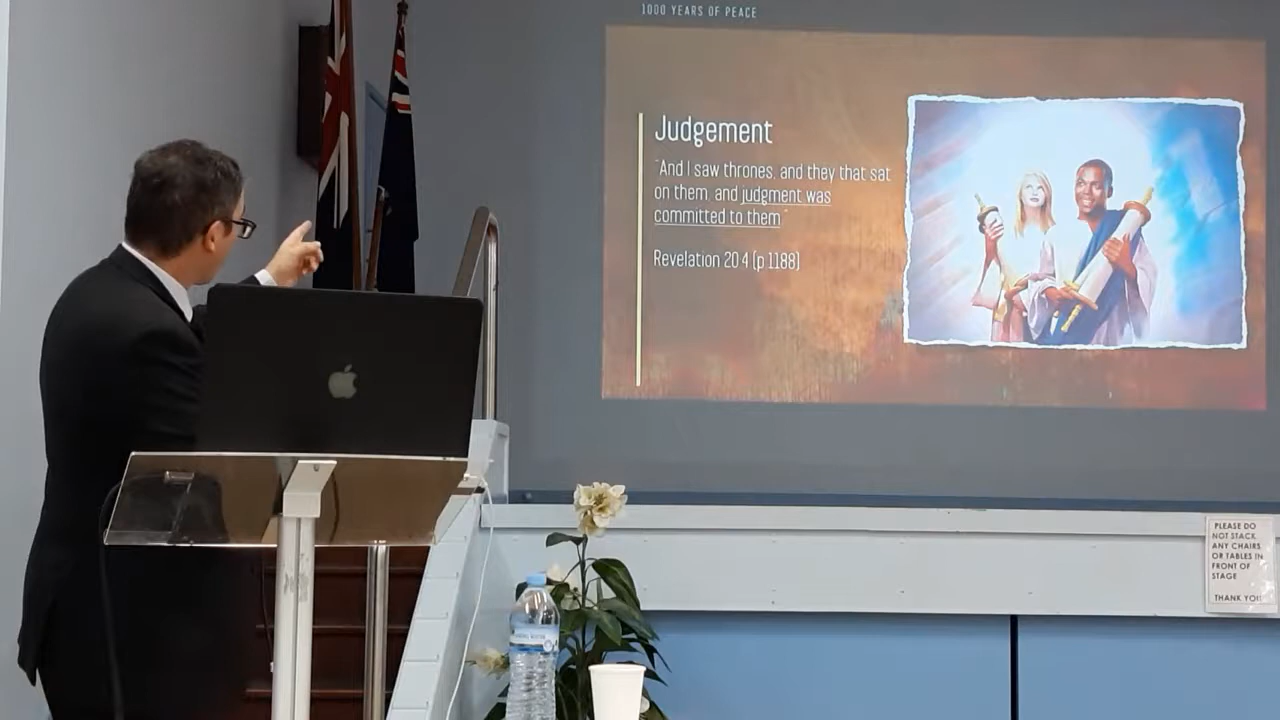 1000 YEARS OF PEACE
Judgement
"And I saw thrones, and they that sat
on them, and judgment was
committed to them."
Revelation 20:4 (p 1188)
PLEASE DO
NOT STACK
ANY CHAIRS
OR TABLES IN
FRONT OF
STAGE
THANK YOU